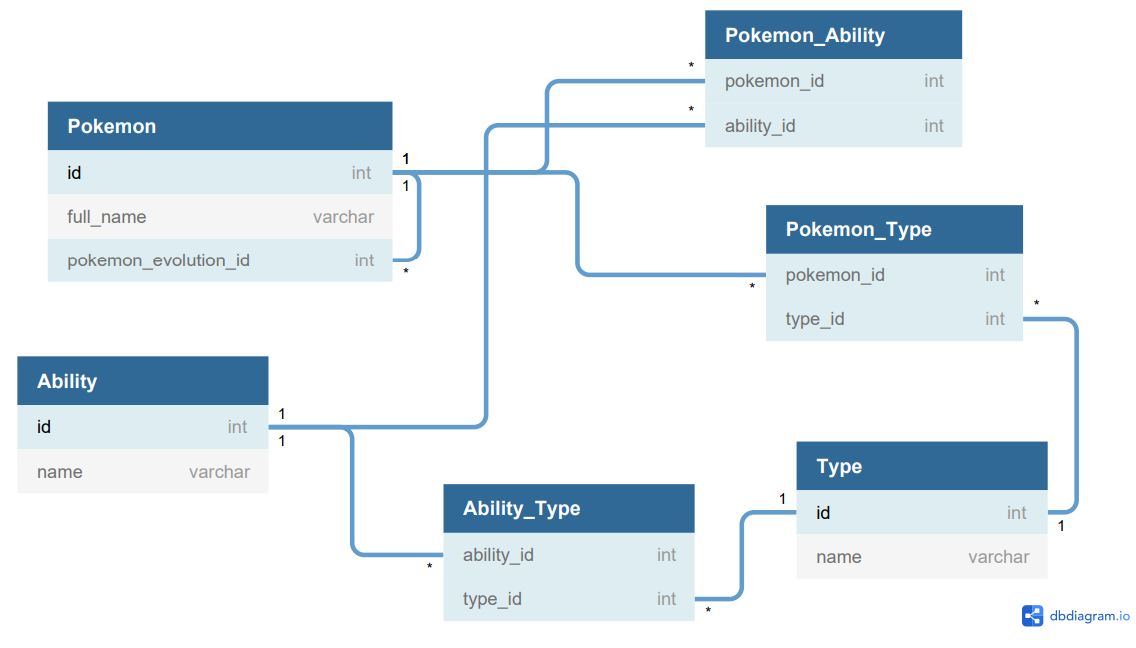 Pokemon_Ability
*
pokemon_id int
*
ability_id int
Pokemon
1
id int
1
full_name varchar
pokemon_evolution_id int
*
Pokemon_Type
pokemon_id int
*
type_id int
*
Ability
1
id int
1
name varchar
Ability_Type
ability_id int
*
type_id int
*
Type
1
id int
1
name varchar
dbdiagram.io